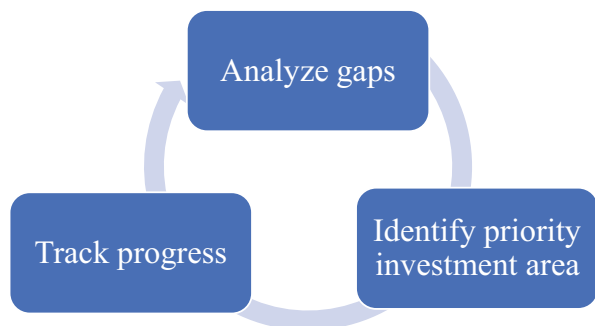 Analyze gaps
Identify priority
investment area
Track progress